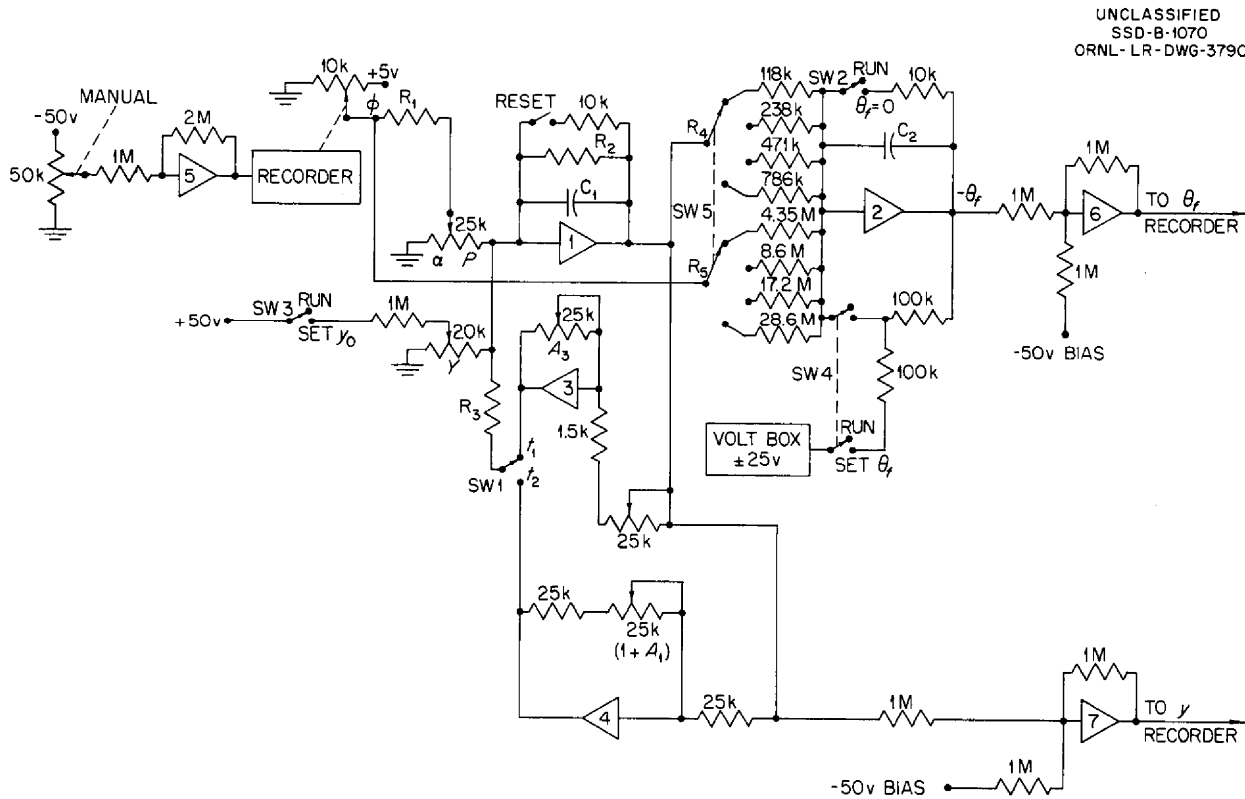 UNCLASSIFIED
SSD-B-1070
ORNL-LR-DWG-3790
MANUAL
-50v
50k
1M
2M
5
RECORDER
10k
+5v
ϕ
R1
RESET
10k
R2
C1
1
25k
α
P
+50v
SW3
RUN
SET y0
1M
20k
γ
R3
SW1
t1
t2
25k
A3
3
1.5k
25k
R4
SW5
R5
118k
238k
471k
786k
4.35M
8.6M
17.2M
28.6M
SW2
RUN
θf=0
10k
C2
2
-θf
100k
100k
SW4
VOLT BOX
±25v
RUN
SET θf
1M
1M
6
TO θf
RECORDER
1M
-50v BIAS
25k
25k
(1+A1)
4
25k
1M
1M
7
TO y
RECORDER
1M
-50v BIAS